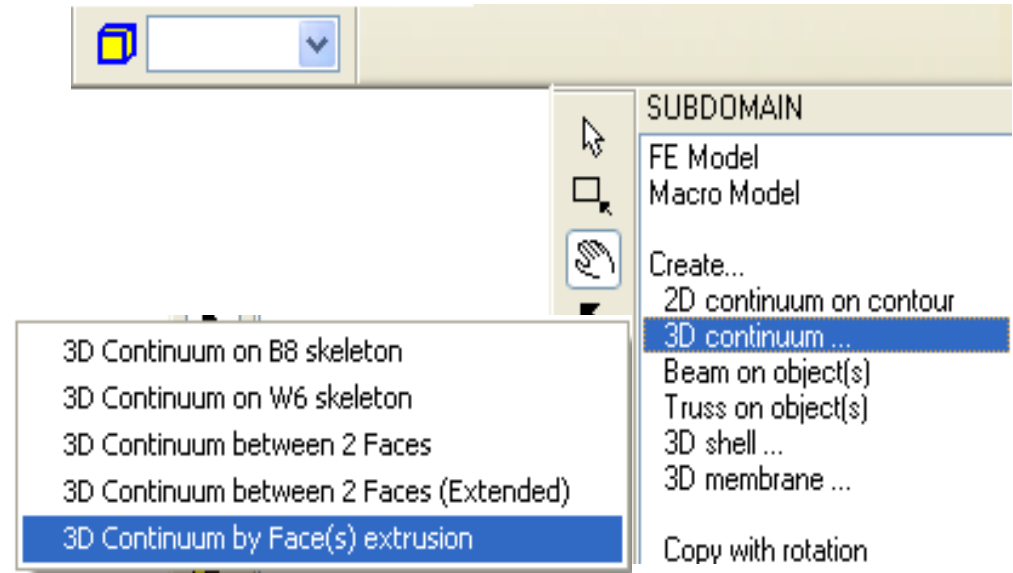 SUBDOMAIN
FE Model
Macro Model
Create...
2D continuum on contour
3D continuum ...
Beam on object(s)
Truss on object(s)
3D shell ...
3D membrane ...
Copy with rotation
3D Continuum on B8 skeleton
3D Continuum on W6 skeleton
3D Continuum between 2 Faces
3D Continuum between 2 Faces (Extended)
3D Continuum by Face(s) extrusion